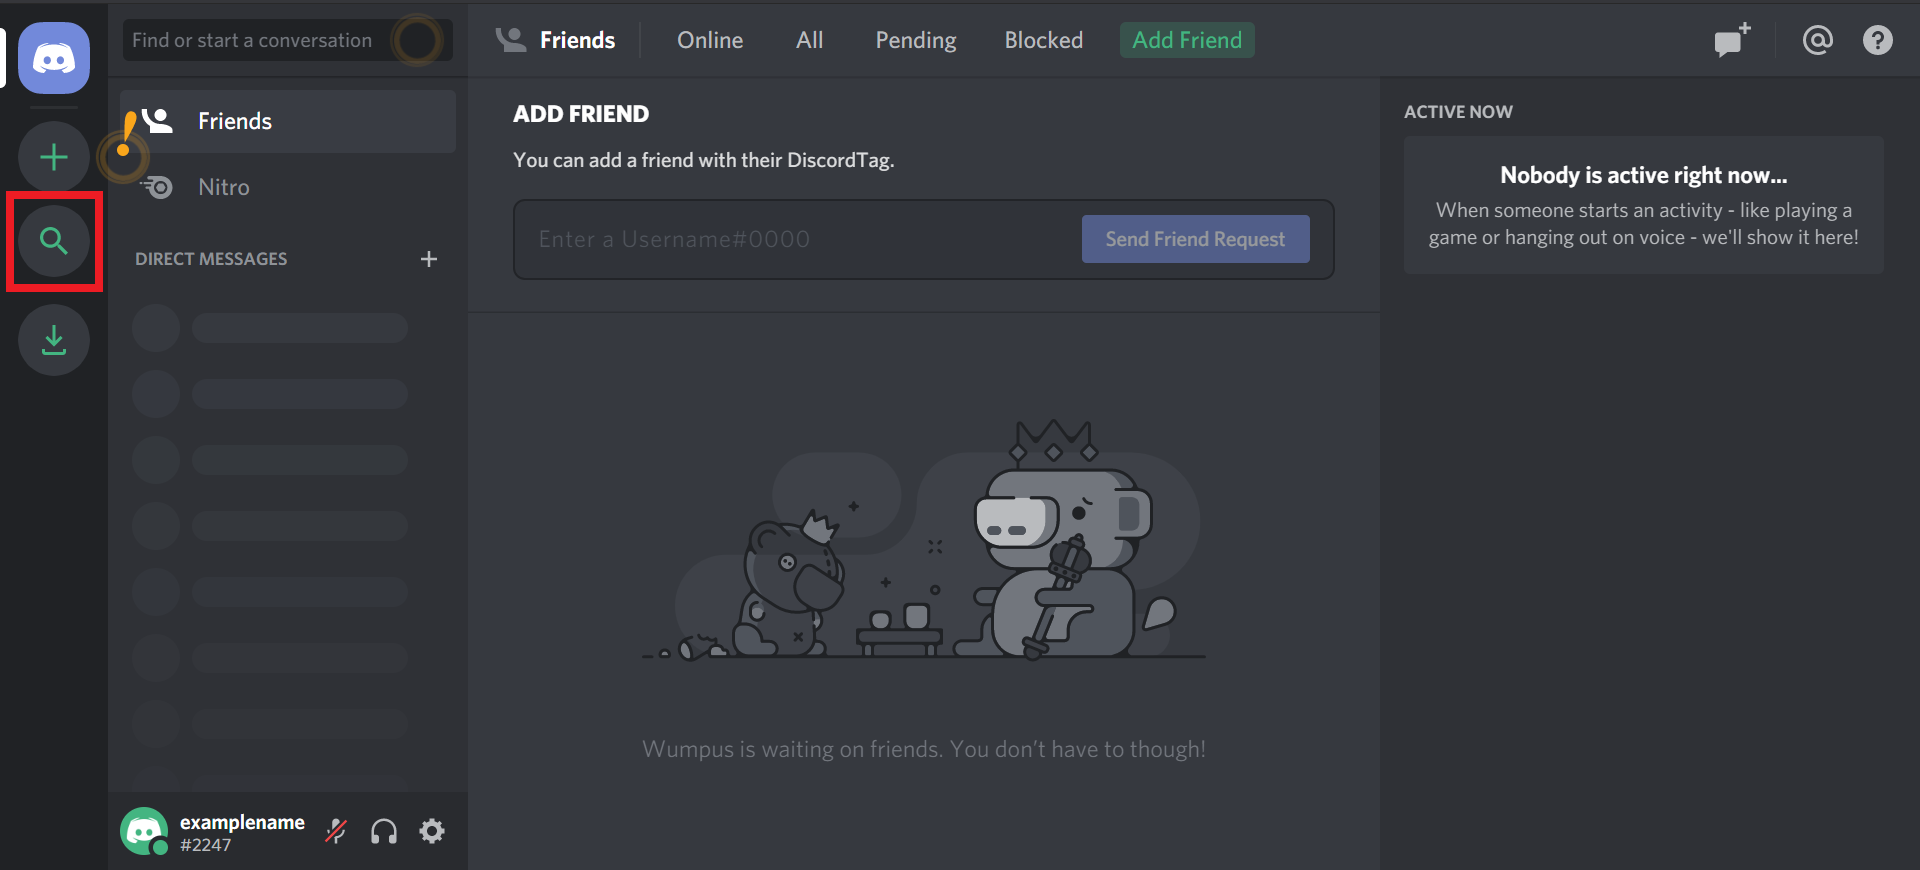 Find or start a conversation
Friends
Nitro
DIRECT MESSAGES
examplename
#2247
Friends
Online
All
Pending
Blocked
Add Friend
ADD FRIEND
You can add a friend with their DiscordTag.
Enter a Username#0000
Send Friend Request
Wumpus is waiting on friends. You don't have to though!
ACTIVE NOW
Nobody is active right now...
When someone starts an activity - like playing a
game or hanging out on voice - we'll show it here!